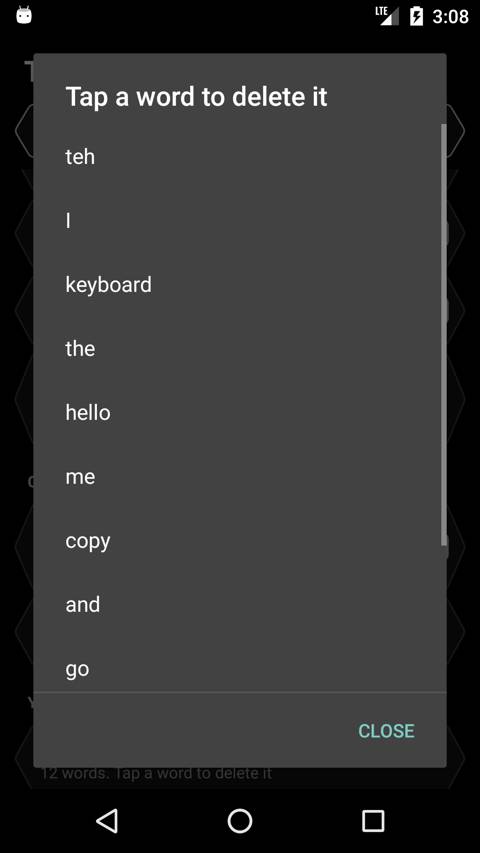 LTE 3:08
T
Tap a word to delete it
teh
I
keyboard
the
hello
me
copy
and
go
CLOSE
12 words. Tap a word to delete it